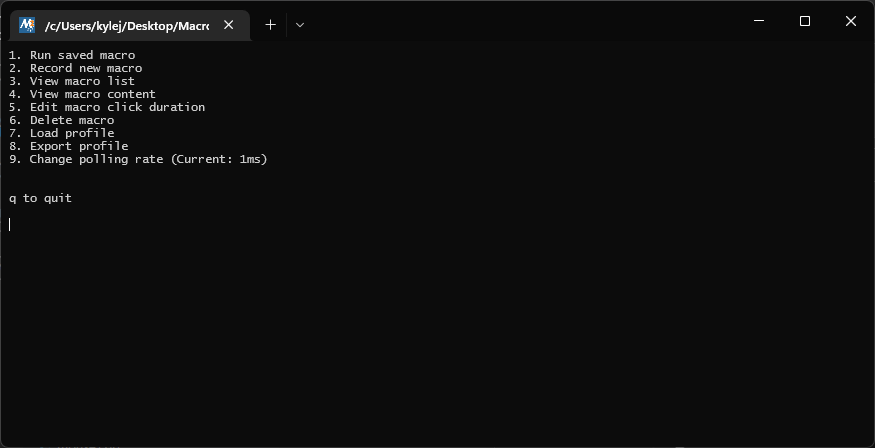 /c/Users/kylej/Desktop/Macro
1. Run saved macro
2. Record new macro
3. View macro list
4. View macro content
5. Edit macro click duration
6. Delete macro
7. Load profile
8. Export profile
9. Change polling rate (Current: 1ms)
q to quit